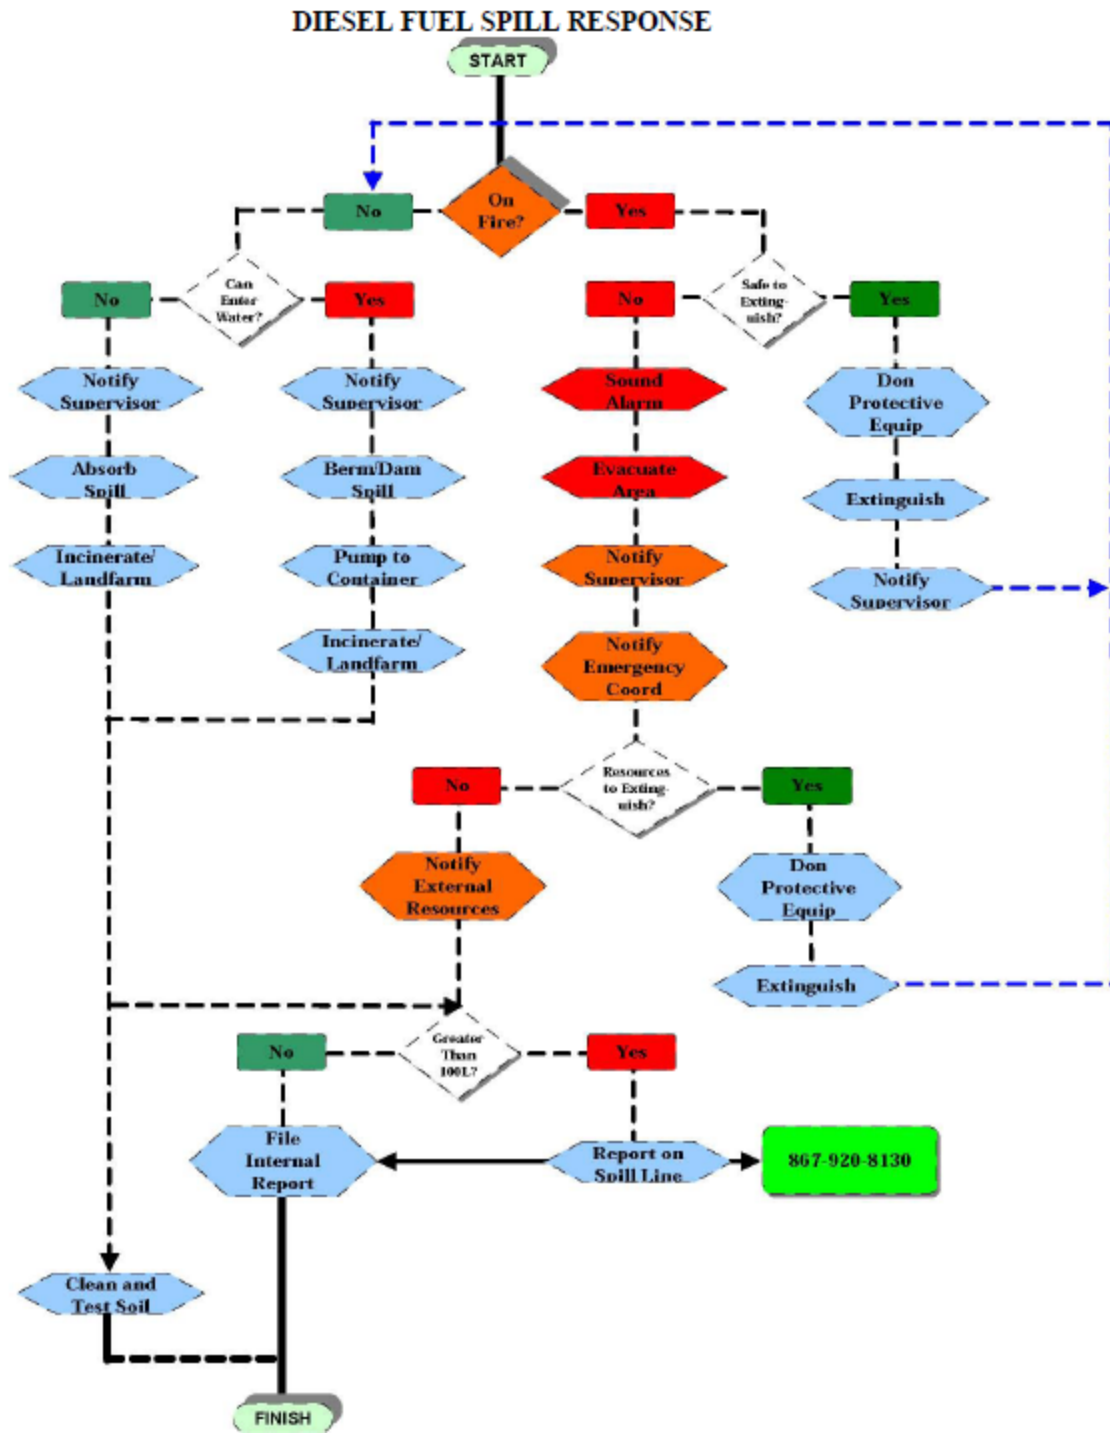 DIESEL FUEL SPILL RESPONSE
START
On
Fire?
No
Yes
Can
Enter
Water?
No
Yes
Safe to
Exting-
uish?
No
Yes
Notify
Supervisor
Notify
Supervisor
Sound
Alarm
Don
Protective
Equip
Absorb
Spill
Berm/Dam
Spill
Evacuate
Area
Extinguish
Incinerate/
Landfarm
Pump to
Container
Notify
Supervisor
Notify
Supervisor
Incinerate/
Landfarm
Notify
Emergency
Coord
Resources
to Exting-
uish?
No
Yes
Notify
External
Resources
Don
Protective
Equip
Extinguish
Greater
Than
100L?
No
Yes
File
Internal
Report
Report on
Spill Line
867-920-8130
Clean and
Test Soil
FINISH